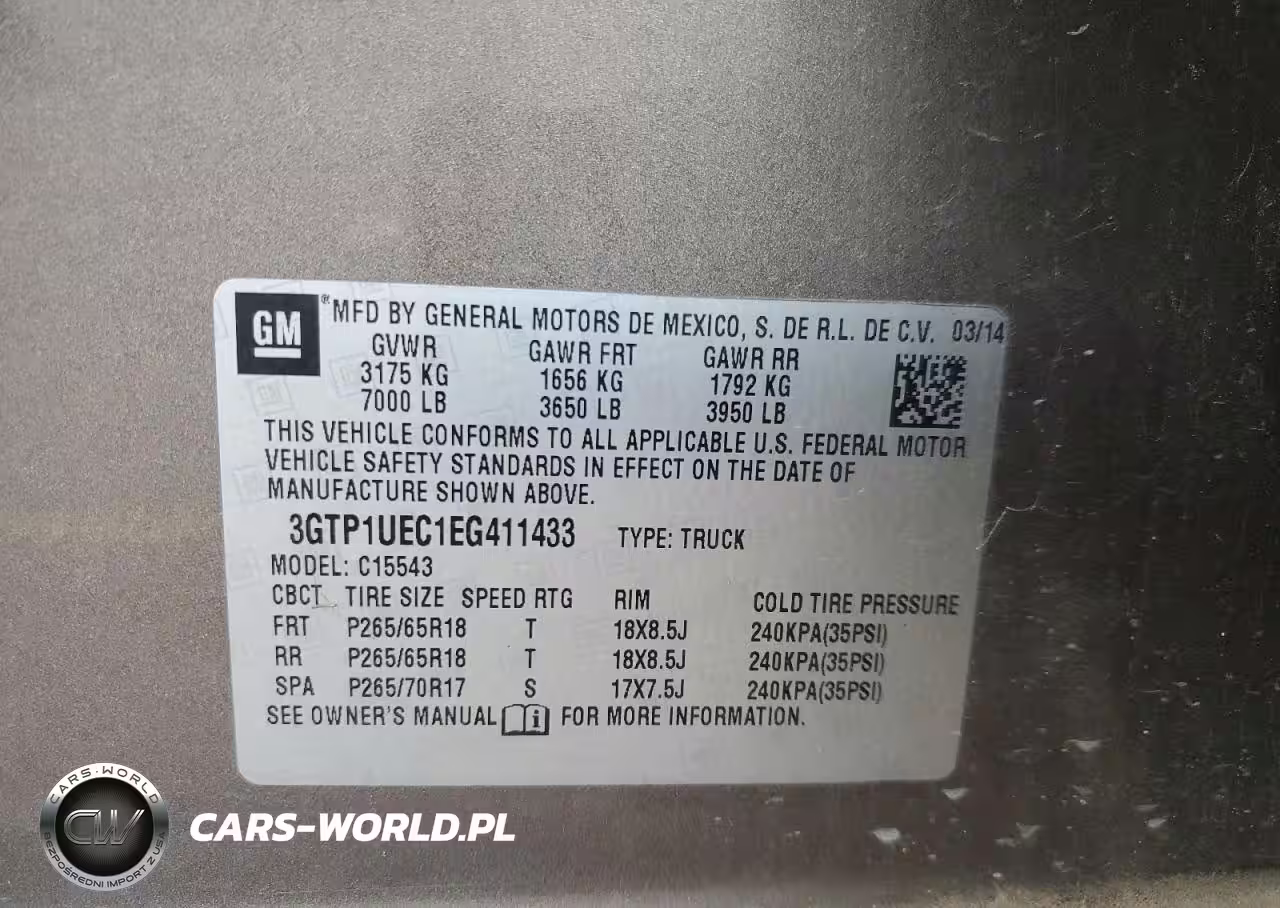 GM ® MFD BY GENERAL MOTORS DE MEXICO, S. DE R.L. DE C.V. 03/14
GVWR GAWR FRT GAWR RR
3175 KG 1656 KG 1792 KG
7000 LB 3650 LB 3950 LB
THIS VEHICLE CONFORMS TO ALL APPLICABLE U.S. FEDERAL MOTOR
VEHICLE SAFETY STANDARDS IN EFFECT ON THE DATE OF
MANUFACTURE SHOWN ABOVE.
3GTP1UEC1EG411433 TYPE: TRUCK
MODEL: C15543
CBCT TIRE SIZE SPEED RTG RIM COLD TIRE PRESSURE
FRT P265/65R18 T 18X8.5J 240KPA(35PSI)
RR P265/65R18 T 18X8.5J 240KPA(35PSI)
SPA P265/70R17 S 17X7.5J 240KPA(35PSI)
SEE OWNER'S MANUAL i FOR MORE INFORMATION.
CARS-WORLD
CW
BEZPOŚREDNI IMPORT Z USA
CARS-WORLD.PL